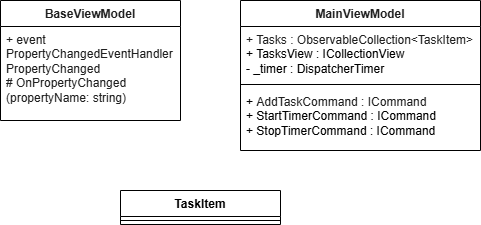 BaseViewModel
+ event
PropertyChangedEventHandler
PropertyChanged
# OnPropertyChanged
(propertyName: string)
MainViewModel
+ Tasks : ObservableCollection<TaskItem>
+ TasksView : ICollectionView
- _timer : DispatcherTimer
+ AddTaskCommand : ICommand
+ StartTimerCommand : ICommand
+ StopTimerCommand : ICommand
TaskItem